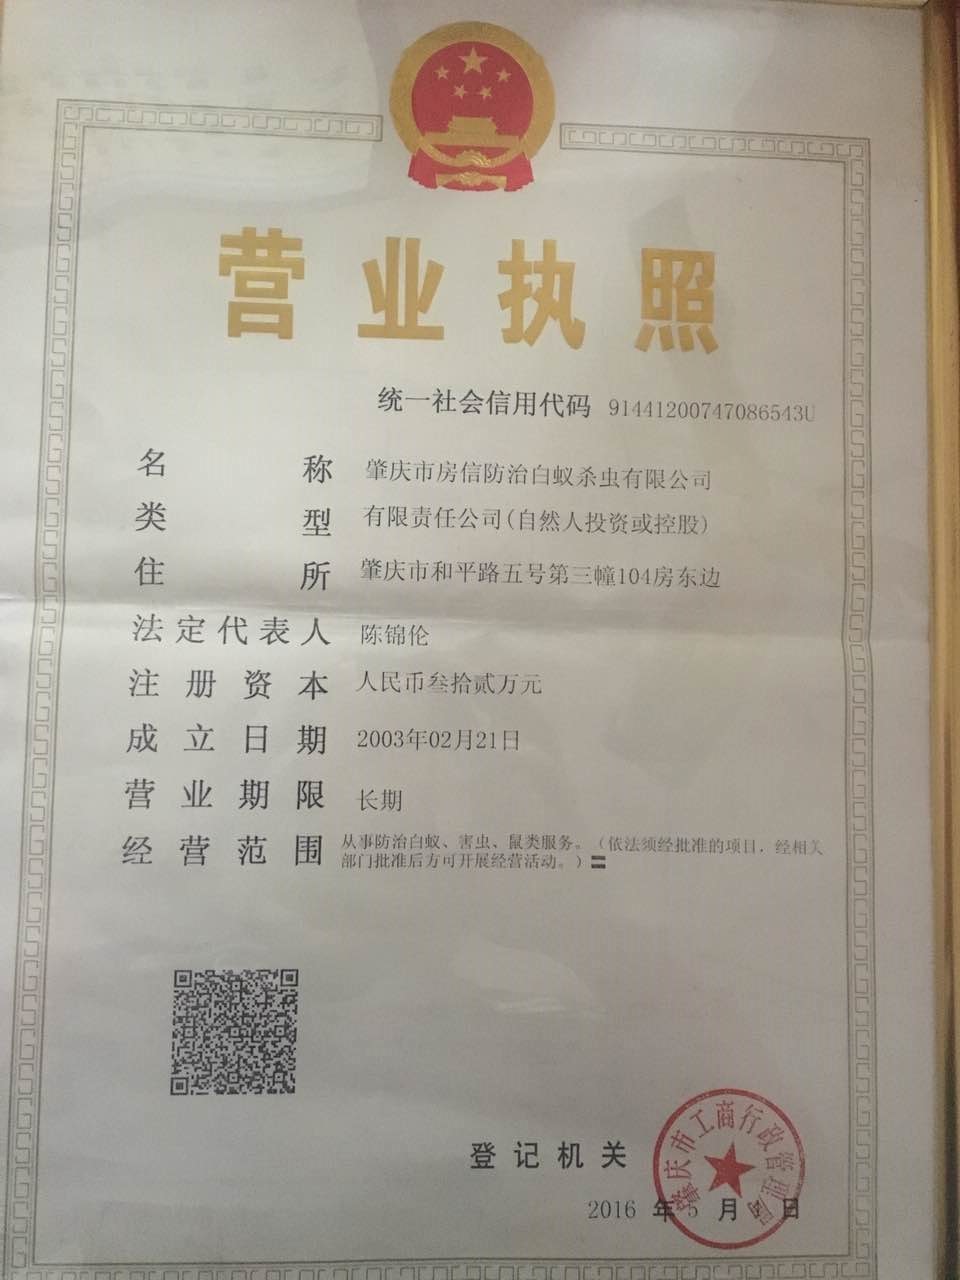 营业执照
统一社会信用代码 91441200747086543U
名称 肇庆市房信防治白蚁杀虫有限公司
类型 有限责任公司(自然人投资或控股)
住所 肇庆市和平路五号第三幢104房东边
法定代表人 陈锦伦
注册资本 人民币叁拾贰万元
成立日期 2003年02月21日
营业期限 长期
经营范围 从事防治白蚁、害虫、鼠类服务。（依法须经批准的项目，经相关
部门批准后方可开展经营活动。）〓
登记机关
肇庆市工商行政管理局
2016 年 5 月 日